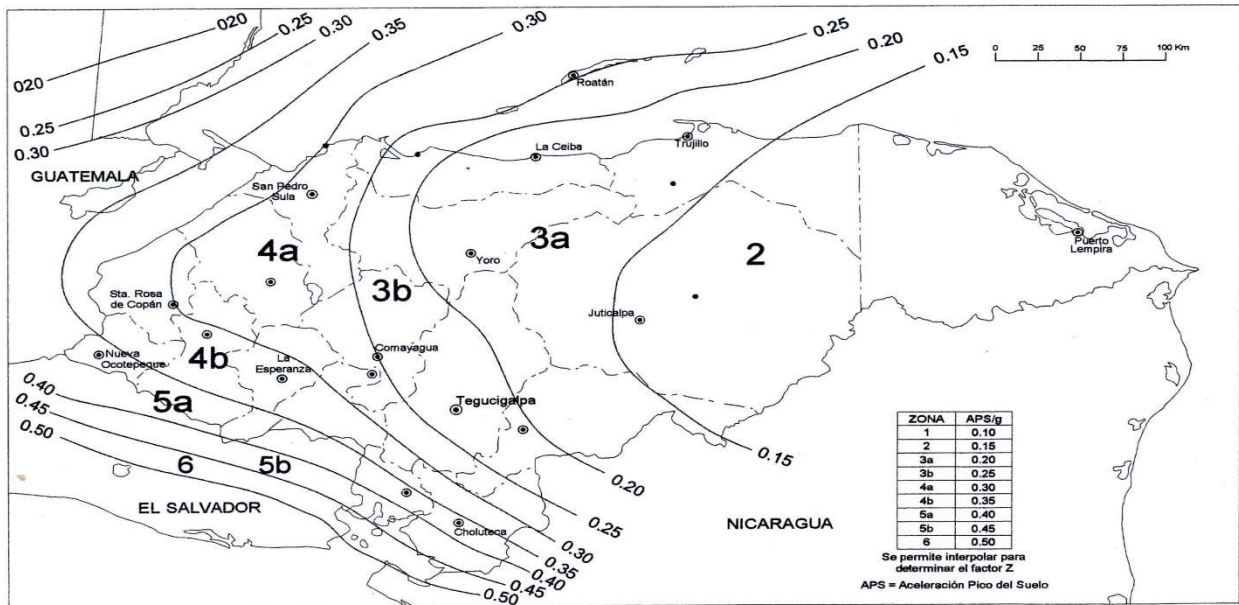 020
0.25
0.30
0.35
0.30
0.25
0.20
0.15
020
0.25
0.30
0 25 50 75 100 Km
Roatán
Trujillo
La Ceiba
GUATEMALA
San Pedro
Sula
4a
3a
2
Yoro
Puerto
Lempira
3b
Sta. Rosa
de Copán
Juticalpa
Nueva
Ocotepeque
4b
La
Esperanza
Comayagua
5a
Tegucigalpa
0.40
0.45
0.50
6
5b
EL SALVADOR
Choluteca
NICARAGUA
0.15
0.20
0.25
0.30
0.35
0.40
0.45
0.50
ZONA APS/g
1 0.10
2 0.15
3a 0.20
3b 0.25
4a 0.30
4b 0.35
5a 0.40
5b 0.45
6 0.50
Se permite interpolar para
determinar el factor Z
APS = Aceleración Pico del Suelo